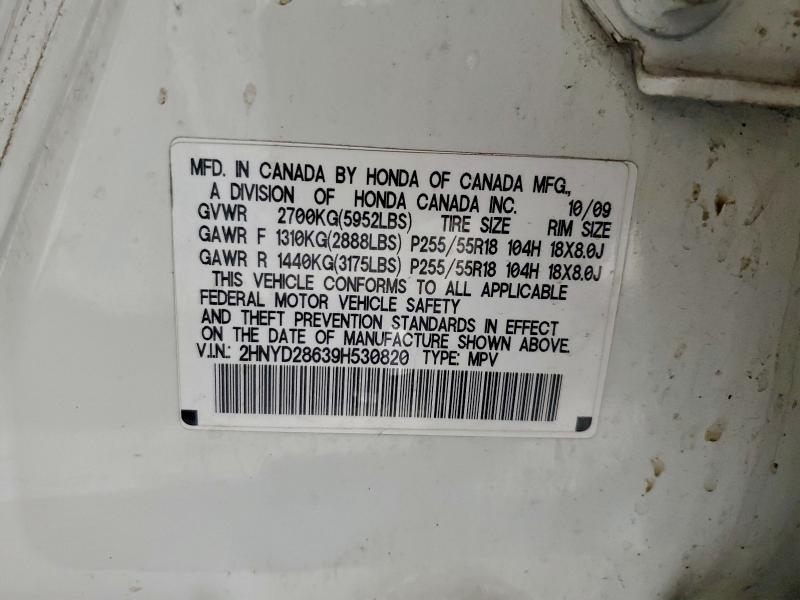 MFD. IN CANADA BY HONDA OF CANADA MFG.,
A DIVISION OF HONDA CANADA INC. 10/09
GVWR 2700KG(5952LBS) TIRE SIZE RIM SIZE
GAWR F 1310KG(2888LBS) P255/55R18 104H 18X8.0J
GAWR R 1440KG(3175LBS) P255/55R18 104H 18X8.0J
THIS VEHICLE CONFORMS TO ALL APPLICABLE
FEDERAL MOTOR VEHICLE SAFETY
AND THEFT PREVENTION STANDARDS IN EFFECT
ON THE DATE OF MANUFACTURE SHOWN ABOVE.
V.I.N.: 2HNYD28639H530820 TYPE: MPV